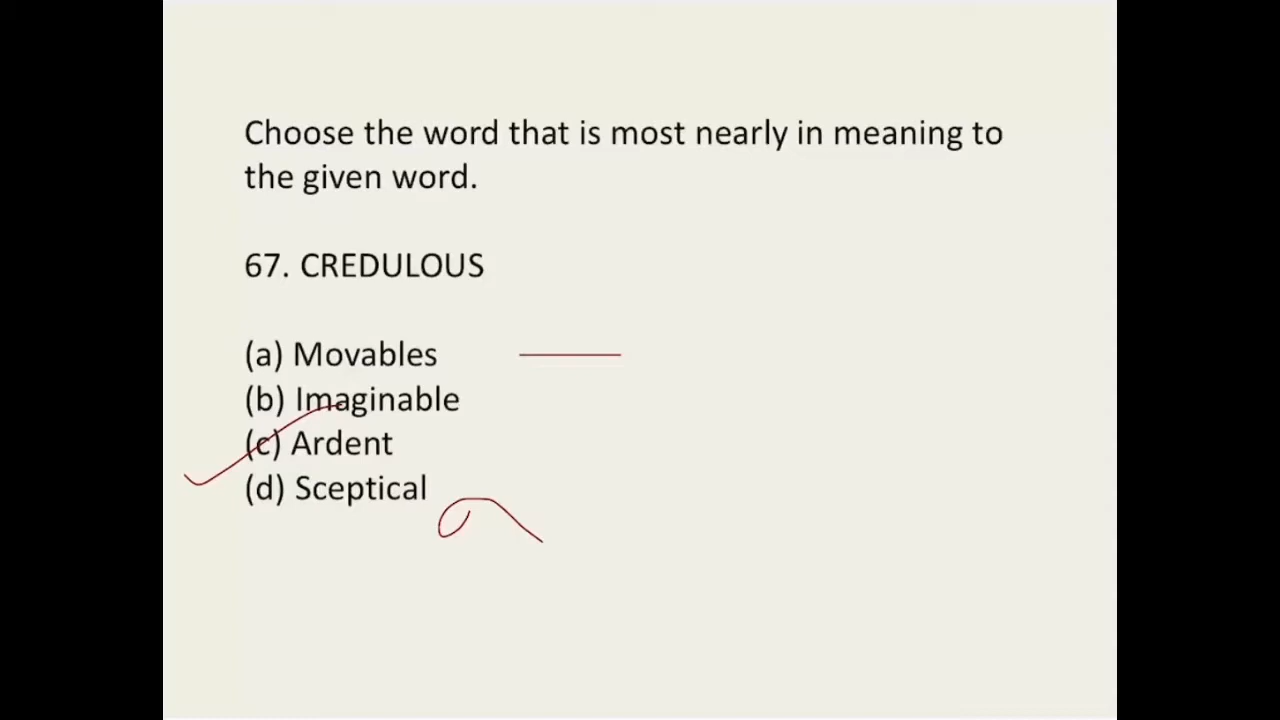 Choose the word that is most nearly in meaning to
the given word.
67. CREDULOUS
(a) Movables
(b) Imaginable
(c) Ardent
(d) Sceptical